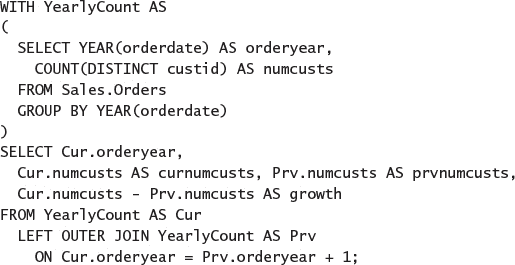 WITH YearlyCount AS
(
  SELECT YEAR(orderdate) AS orderyear,
    COUNT(DISTINCT custid) AS numcusts
  FROM Sales.Orders
  GROUP BY YEAR(orderdate)
)
SELECT Cur.orderyear,
  Cur.numcusts AS curnumcusts, Prv.numcusts AS prvnumcusts,
  Cur.numcusts - Prv.numcusts AS growth
FROM YearlyCount AS Cur
  LEFT OUTER JOIN YearlyCount AS Prv
    ON Cur.orderyear = Prv.orderyear + 1;